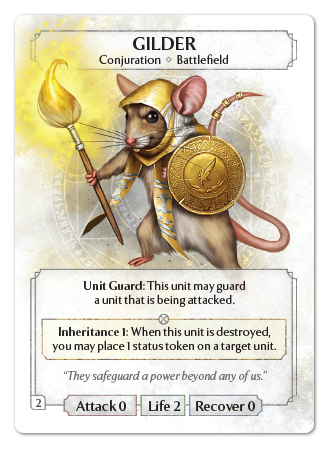 GILDER
Conjuration ⋄ Battlefield
Unit Guard: This unit may guard
a unit that is being attacked.
Inheritance 1: When this unit is destroyed,
you may place 1 status token on a target unit.
“They safeguard a power beyond any of us.”
2
Attack 0 Life 2 Recover 0